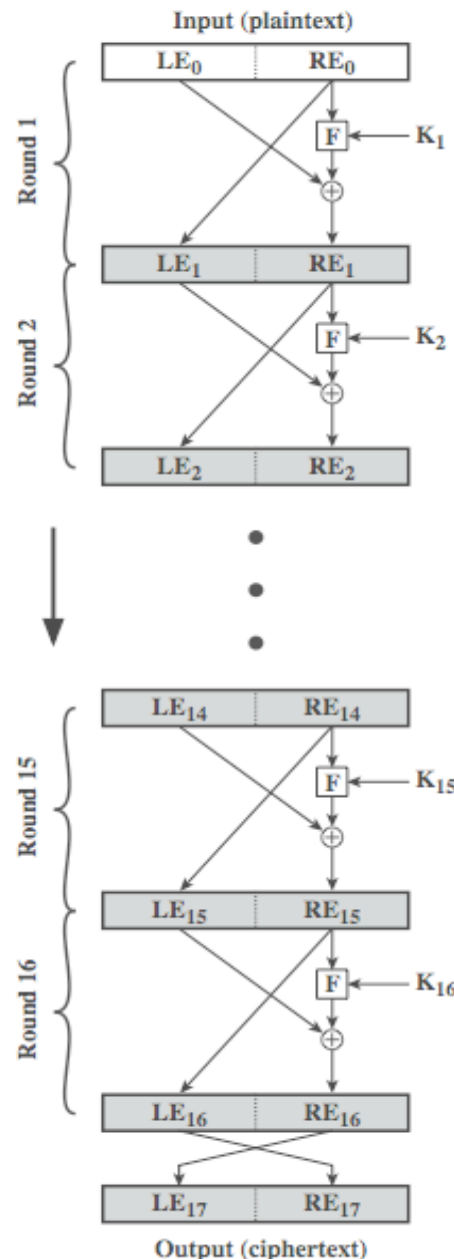 Input (plaintext)
LE₀ RE₀
Round 1
F K₁
+
LE₁ RE₁
Round 2
F K₂
+
LE₂ RE₂
LE₁₄ RE₁₄
Round 15
F K₁₅
+
LE₁₅ RE₁₅
Round 16
F K₁₆
+
LE₁₆ RE₁₆
LE₁₇ RE₁₇
Output (ciphertext)